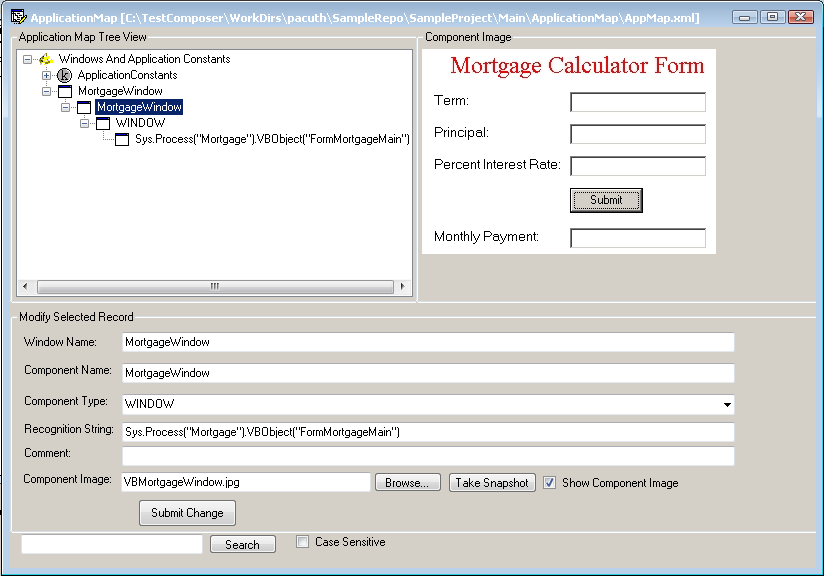 ApplicationMap [C:\TestComposer\WorkDirs\pacuth\SampleRepo\SampleProject\Main\ApplicationMap\AppMap.xml]
Application Map Tree View
Component Image
Windows And Application Constants
k ApplicationConstants
MortgageWindow
MortgageWindow
WINDOW
Sys.Process("Mortgage").VBObject("FormMortgageMain")
Mortgage Calculator Form
Term:
Principal:
Percent Interest Rate:
Submit
Monthly Payment:
Modify Selected Record
Window Name: MortgageWindow
Component Name: MortgageWindow
Component Type: WINDOW
Recognition String: Sys.Process("Mortgage").VBObject("FormMortgageMain")
Comment:
Component Image: VBMortgageWindow.jpg Browse... Take Snapshot Show Component Image
Submit Change
Search Case Sensitive